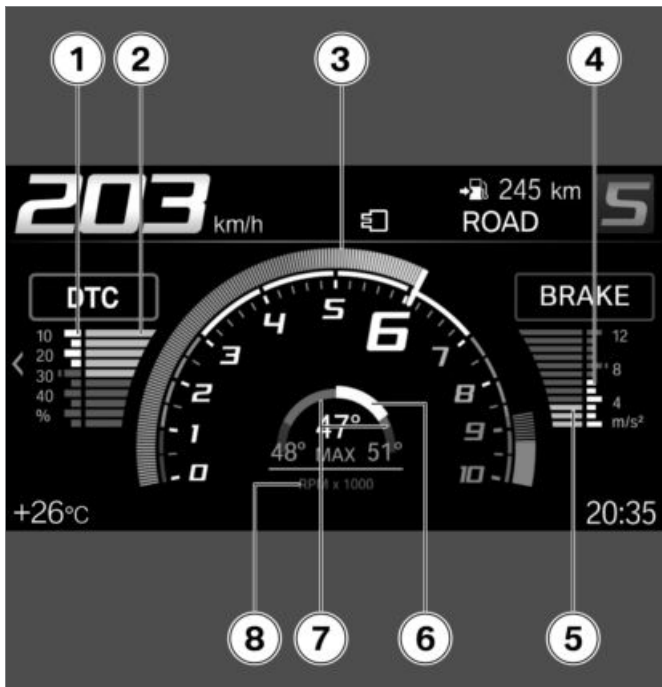 1 2 3 4
203 km/h
245 km
ROAD
5
DTC
BRAKE
10
20
30
40
%
12
8
4
m/s²
0 1 2 3 4 5 6 7 8 9 10
47°
48° MAX 51°
RPM x 1000
+26°C
20:35
8 7 6 5